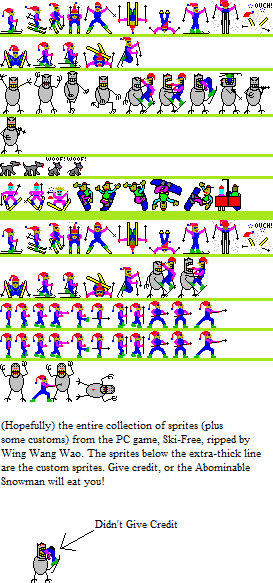 OUCH!
WOOF! WOOF!
OUCH!
(Hopefully) the entire collection of sprites (plus
some customs) from the PC game, Ski-Free, ripped by
Wing Wang Wao. The sprites below the extra-thick line
are the custom sprites. Give credit, or the Abominable
Snowman will eat you!
Didn't Give Credit